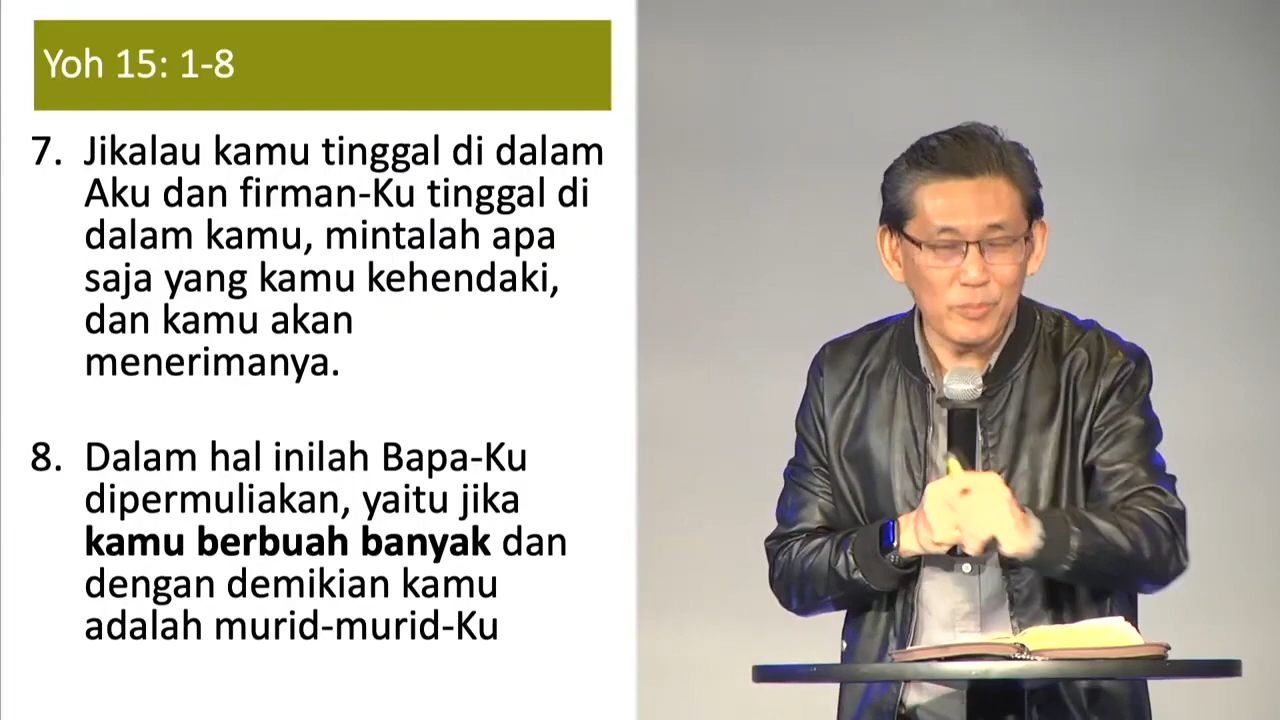 Yoh 15: 1-8
7. Jikalau kamu tinggal di dalam
Aku dan firman-Ku tinggal di
dalam kamu, mintalah apa
saja yang kamu kehendaki,
dan kamu akan
menerimanya.
8. Dalam hal inilah Bapa-Ku
dipermuliakan, yaitu jika
kamu berbuah banyak dan
dengan demikian kamu
adalah murid-murid-Ku